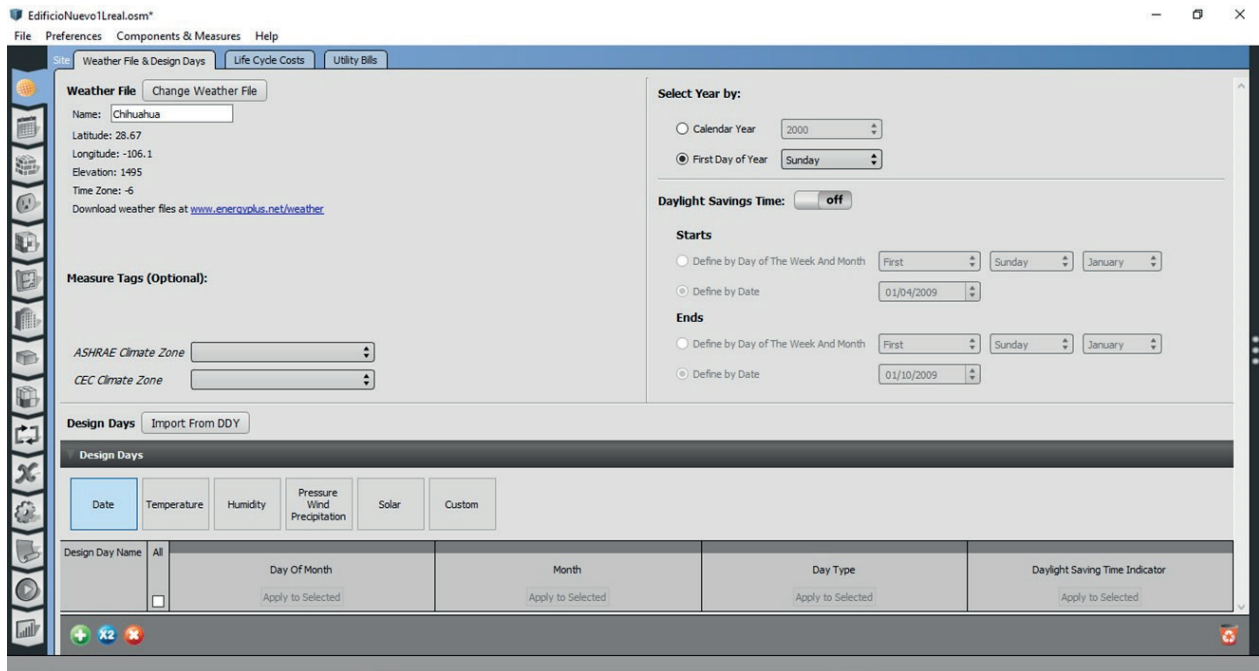 EdificioNuevo1Lreal.osm*
File Preferences Components & Measures Help
Site Weather File & Design Days Life Cycle Costs Utility Bills
Weather File Change Weather File
Name: Chihuahua
Latitude: 28.67
Longitude: -106.1
Elevation: 1495
Time Zone: -6
Download weather files at www.energyplus.net/weather
Measure Tags (Optional):
ASHRAE Climate Zone
CEC Climate Zone
Select Year by:
Calendar Year 2000
First Day of Year Sunday
Daylight Savings Time: off
Starts
Define by Day of The Week And Month First Sunday January
Define by Date 01/04/2009
Ends
Define by Day of The Week And Month First Sunday January
Define by Date 01/10/2009
Design Days Import From DDY
Design Days
Date Temperature Humidity Pressure Wind Precipitation Solar Custom
Design Day Name All
Day Of Month Month Day Type Daylight Saving Time Indicator
Apply to Selected Apply to Selected Apply to Selected Apply to Selected
X2